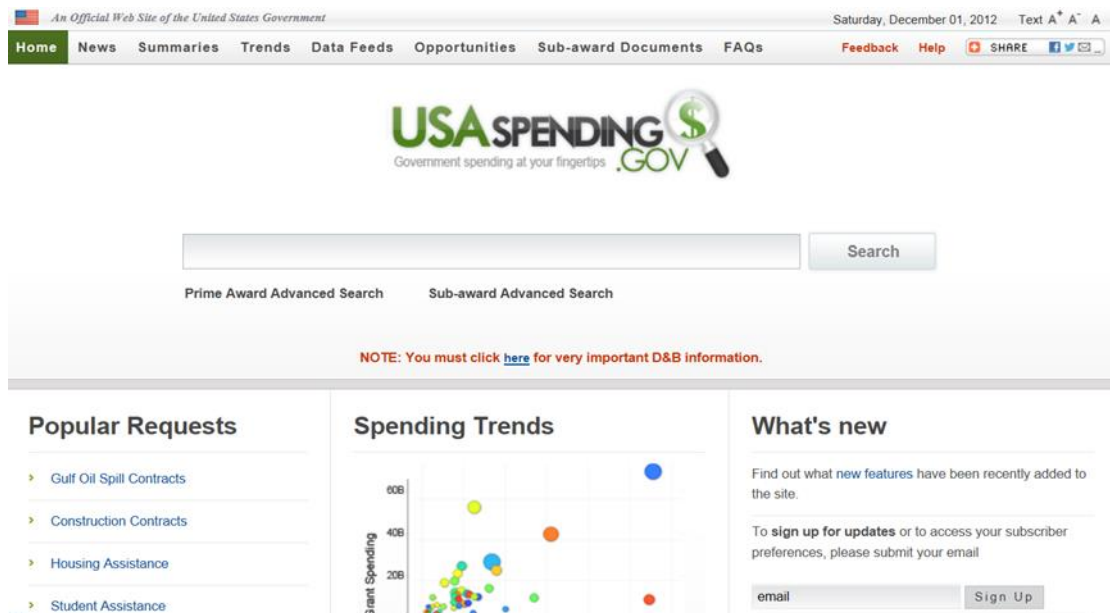 An Official Web Site of the United States Government
Saturday, December 01, 2012 Text A+ A- A
Home News Summaries Trends Data Feeds Opportunities Sub-award Documents FAQs Feedback Help SHARE
USASPENDING.GOV
Government spending at your fingertips
Search
Prime Award Advanced Search Sub-award Advanced Search
NOTE: You must click here for very important D&B information.
Popular Requests
Gulf Oil Spill Contracts
Construction Contracts
Housing Assistance
Student Assistance
Spending Trends
60B
40B
20B
Grant Spending
What's new
Find out what new features have been recently added to
the site.
To sign up for updates or to access your subscriber
preferences, please submit your email
email Sign Up